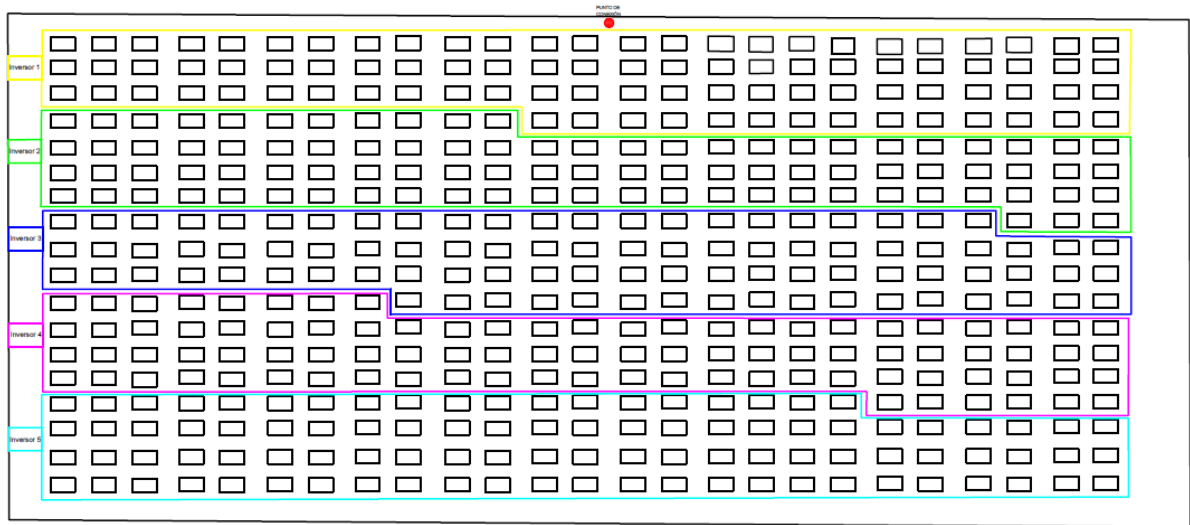 PUNTO DE
CONEXIÓN
Inversor 1
Inversor 2
Inversor 3
Inversor 4
Inversor 5